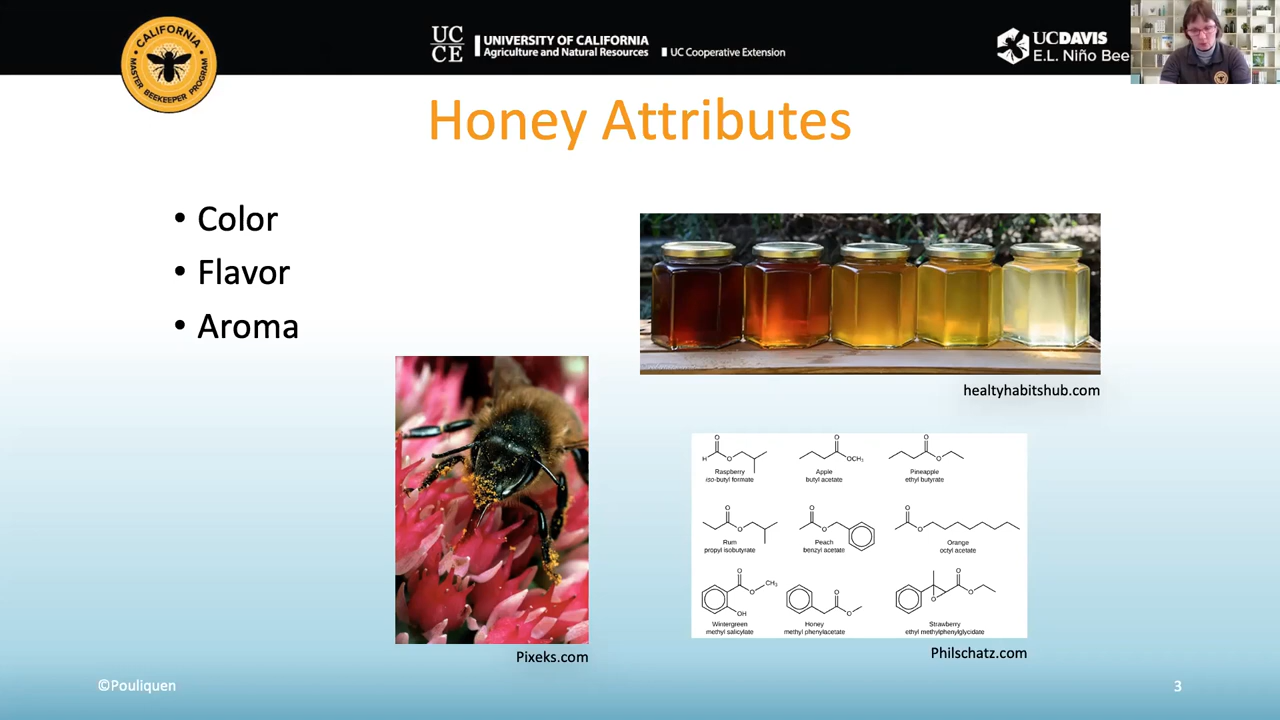 CALIFORNIA
MASTER BEEKEEPER PROGRAM
UC
CE
UNIVERSITY OF CALIFORNIA
Agriculture and Natural Resources
UC Cooperative Extension
UCDAVIS
E.L. Niño Bee
Honey Attributes
• Color
• Flavor
• Aroma
healtyhabitshub.com
O
O
O
H
O
O
OCH₃
Raspberry
iso-butyl formate
Apple
butyl acetate
Pineapple
ethyl butyrate
O
O
O
O
O
O
Rum
propyl isobutyrate
Peach
benzyl acetate
Orange
octyl acetate
O
O
O
O
CH₃
O
O
O
OH
Wintergreen
methyl salicylate
Honey
methyl phenylacetate
Strawberry
ethyl methylphenylglycidate
Pixeks.com
Philschatz.com
©Pouliquen
3